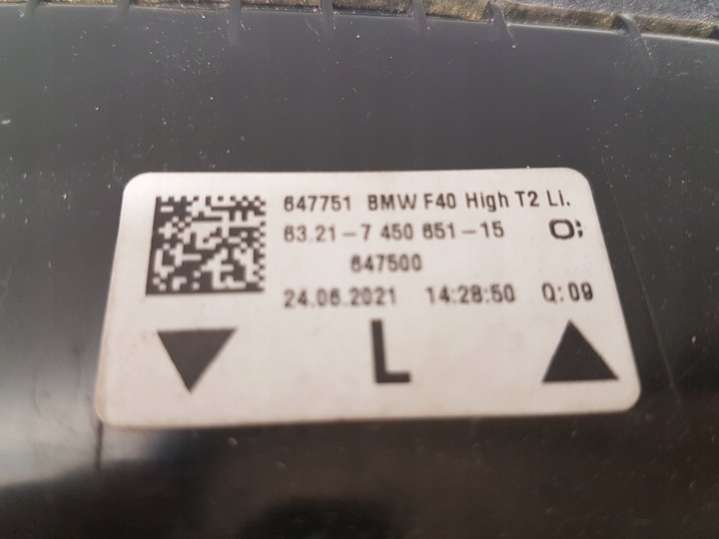 647751 BMW F40 High T2 Li.
63.21-7 450 651-15
647500
24.06.2021 14:28:50 Q:09
L